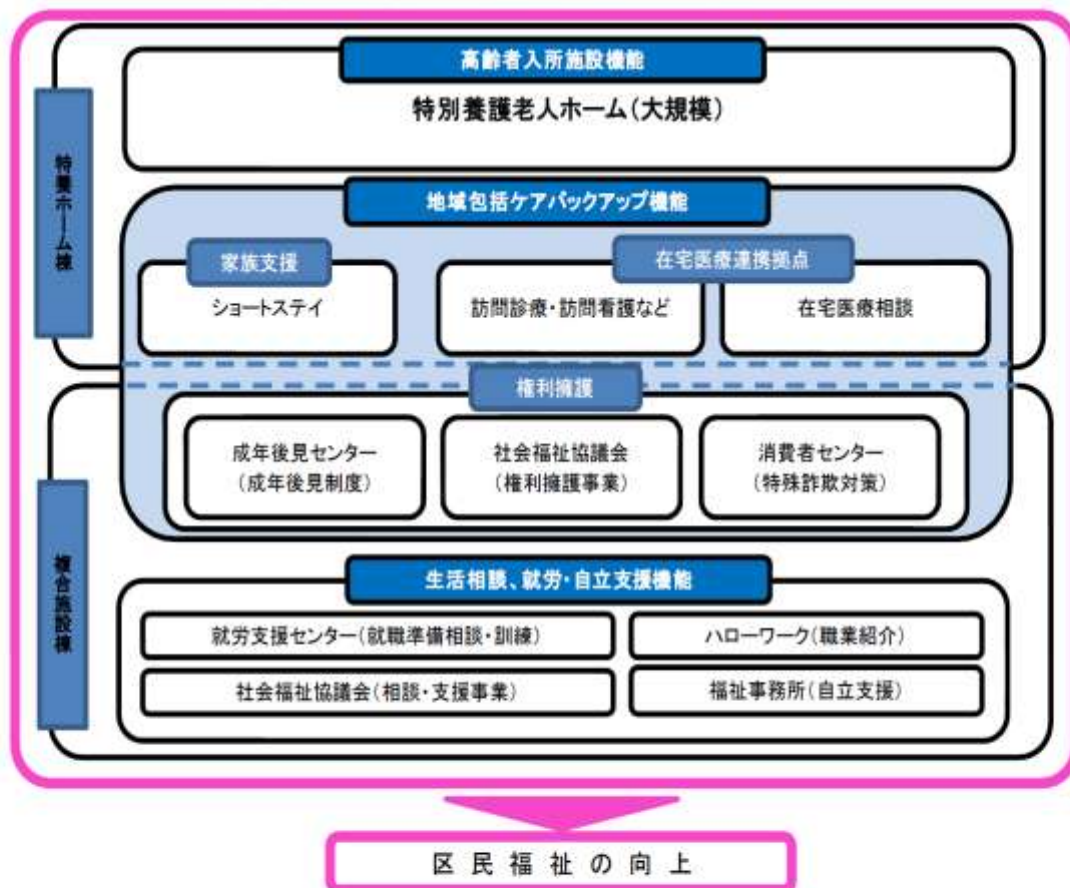 高齢者入所施設機能
特別養護老人ホーム(大規模)
特養ホーム棟
地域包括ケアバックアップ機能
家族支援
在宅医療連携拠点
ショートステイ
訪問診療・訪問看護など
在宅医療相談
権利擁護
成年後見センター
(成年後見制度)
社会福祉協議会
(権利擁護事業)
消費者センター
(特殊詐欺対策)
複合施設棟
生活相談、就労・自立支援機能
就労支援センター(就職準備相談・訓練)
ハローワーク(職業紹介)
社会福祉協議会(相談・支援事業)
福祉事務所(自立支援)
区民福祉の向上